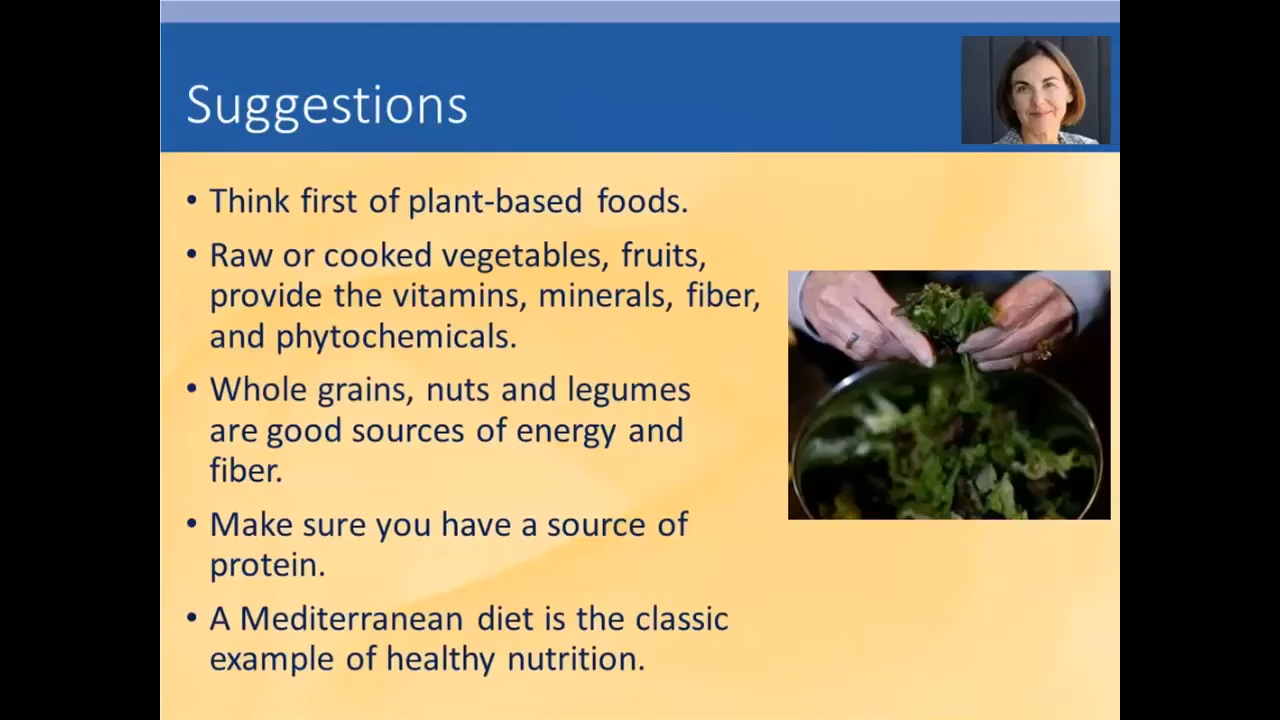 Suggestions
• Think first of plant-based foods.
• Raw or cooked vegetables, fruits,
provide the vitamins, minerals, fiber,
and phytochemicals.
• Whole grains, nuts and legumes
are good sources of energy and
fiber.
• Make sure you have a source of
protein.
• A Mediterranean diet is the classic
example of healthy nutrition.